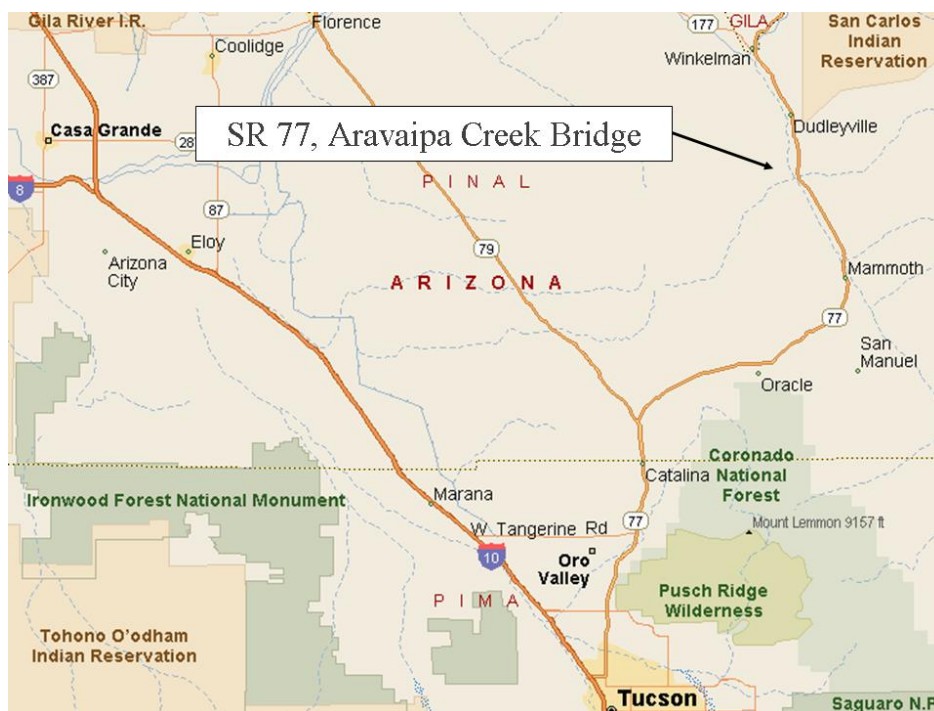 Gila River I.R.
Florence
177
GILA
San Carlos
Indian
Reservation
Coolidge
Winkelman
387
Casa Grande
Dudleyville
SR 77, Aravaipa Creek Bridge
8
PINAL
87
79
Eloy
Arizona
City
ARIZONA
Mammoth
77
San
Manuel
Oracle
Coronado
National
Forest
Catalina
Ironwood Forest National Monument
Marana
W Tangerine Rd
77
Mount Lemmon 9157 ft
10
Oro
Valley
Pusch Ridge
Wilderness
PIMA
Tohono O'odham
Indian Reservation
Tucson
Saguaro N.P